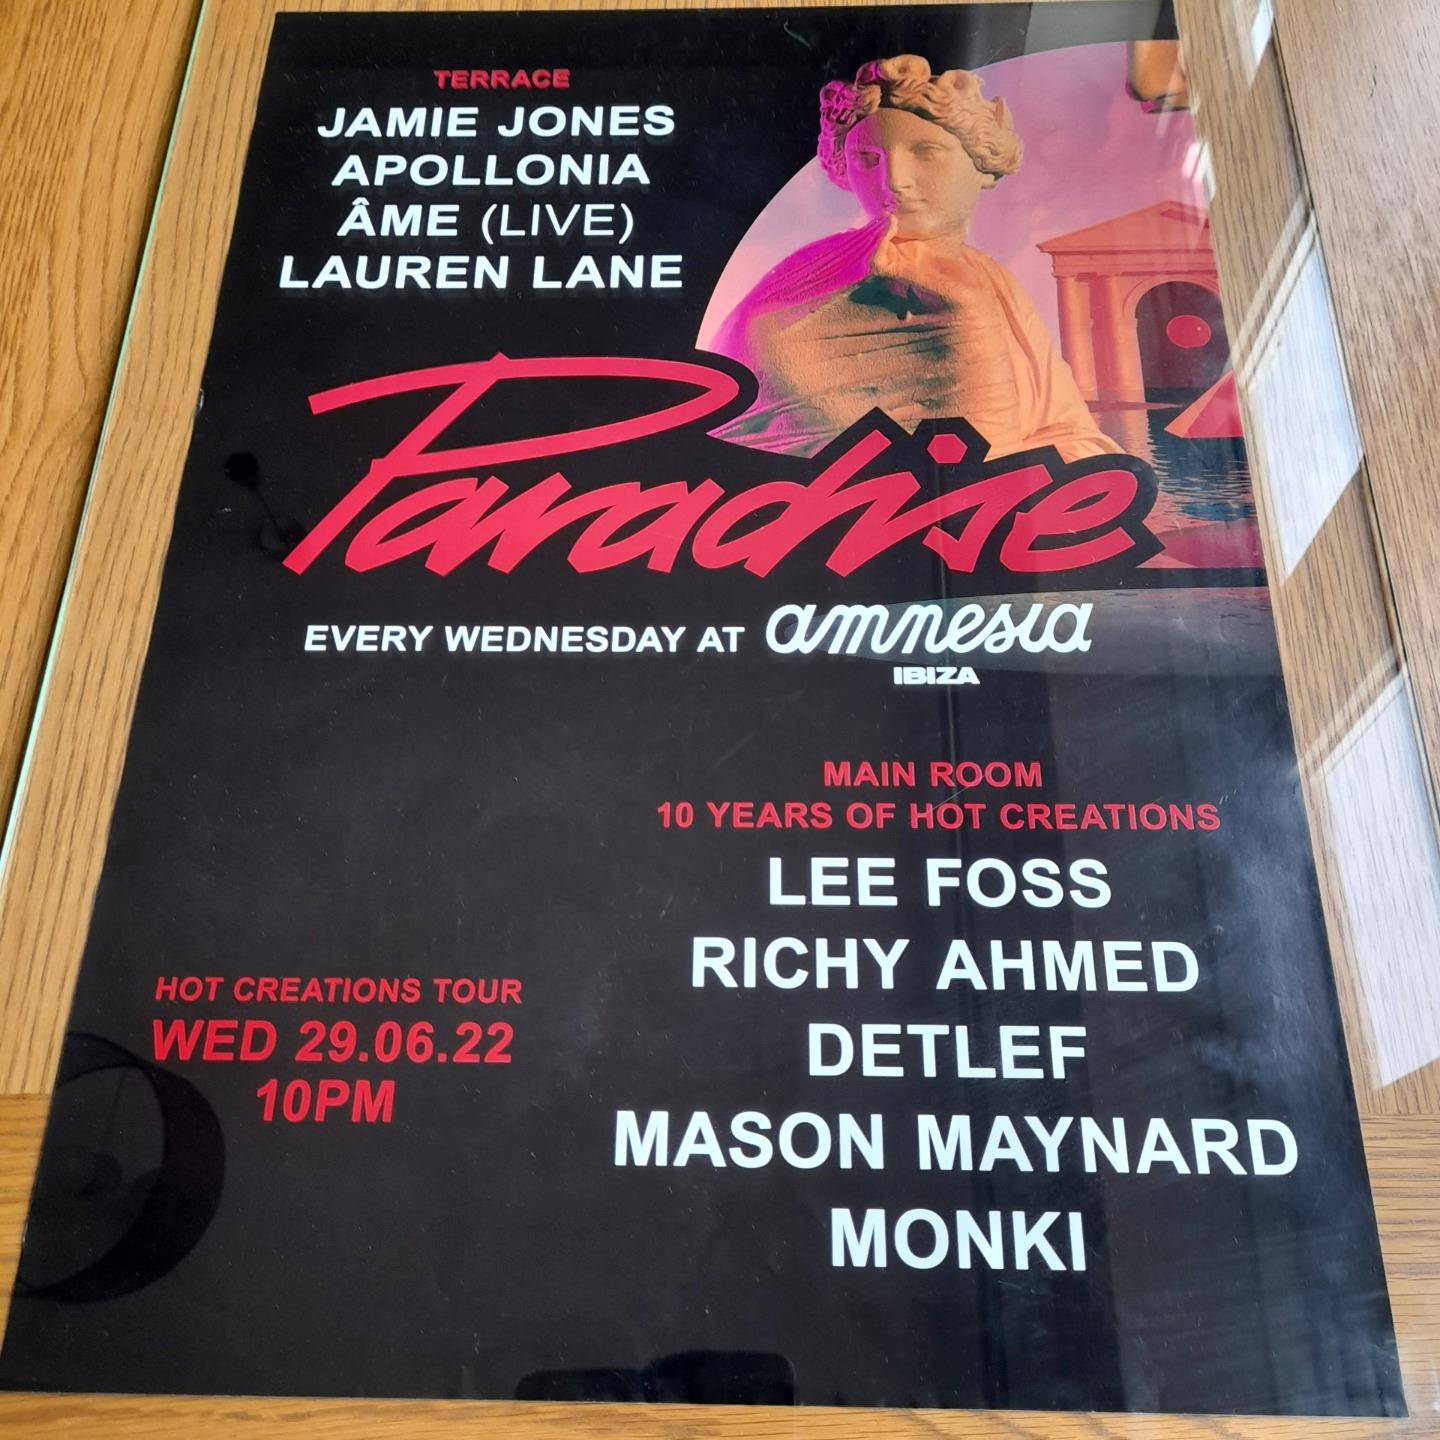 TERRACE
JAMIE JONES
APOLLONIA
ÂME (LIVE)
LAUREN LANE
Paradise
EVERY WEDNESDAY AT amnesia
IBIZA
MAIN ROOM
10 YEARS OF HOT CREATIONS
LEE FOSS
RICHY AHMED
DETLEF
MASON MAYNARD
MONKI
HOT CREATIONS TOUR
WED 29.06.22
10PM